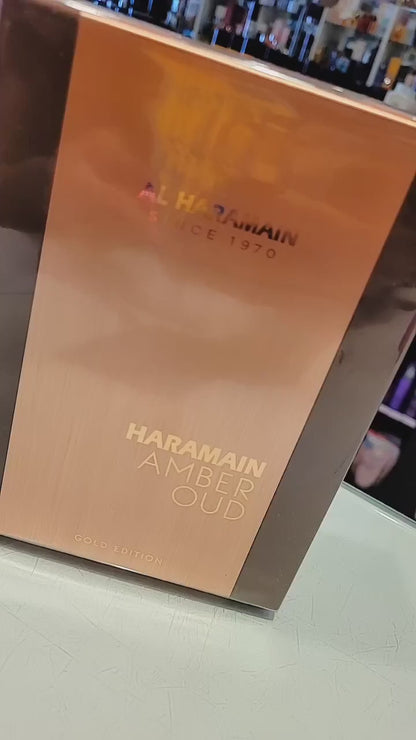 AL HARAMAIN
SINCE 1970
HARAMAIN
AMBER
OUD
GOLD EDITION